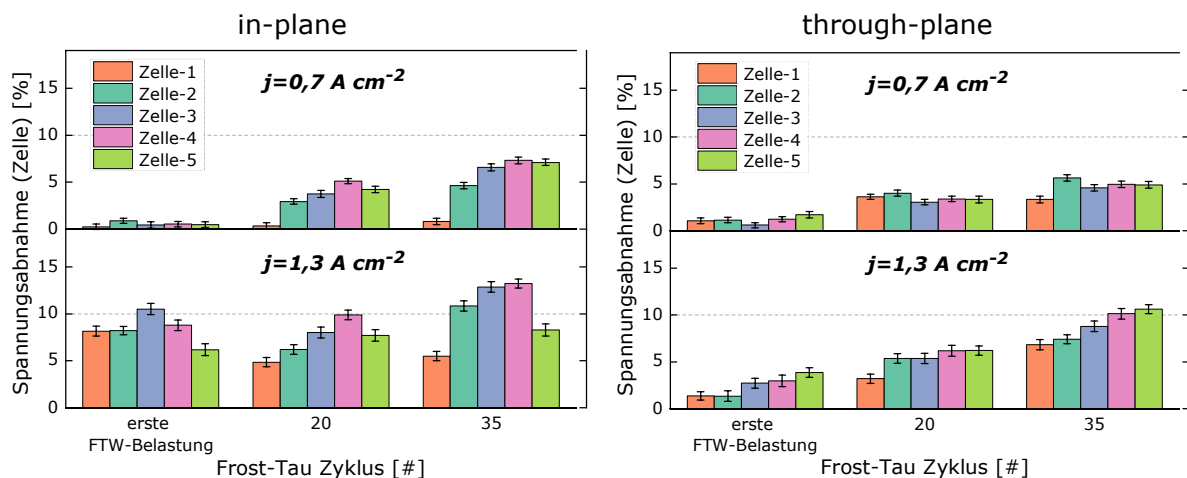 in-plane
Spannungsabnahme (Zelle) [%]
15
10
5
0
Zelle-1
Zelle-2
Zelle-3
Zelle-4
Zelle-5
j=0,7 A cm-2
15
10
5
0
j=1,3 A cm-2
erste
FTW-Belastung
20
35
Frost-Tau Zyklus [#]
through-plane
Spannungsabnahme (Zelle) [%]
15
10
5
0
Zelle-1
Zelle-2
Zelle-3
Zelle-4
Zelle-5
j=0,7 A cm-2
15
10
5
0
j=1,3 A cm-2
erste
FTW-Belastung
20
35
Frost-Tau Zyklus [#]